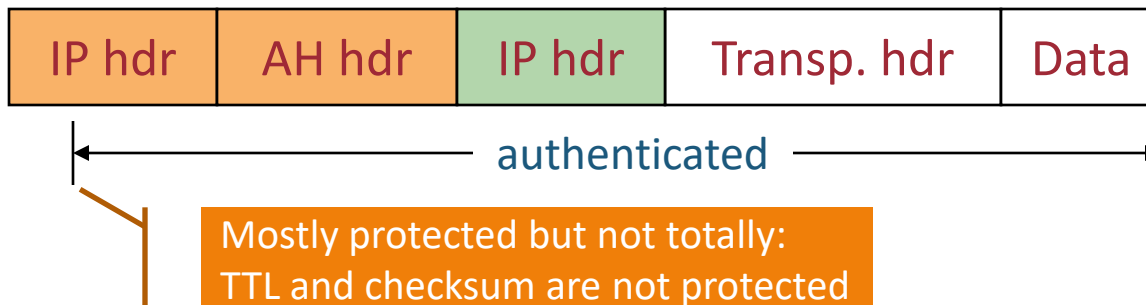 IP hdr AH hdr IP hdr Transp. hdr Data
authenticated
Mostly protected but not totally:
TTL and checksum are not protected